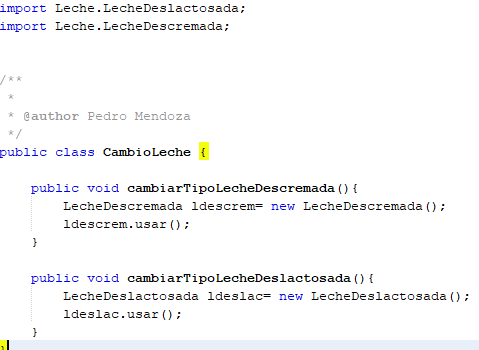 import Leche.LecheDeslactosada;
import Leche.LecheDescremada;
/**
*
* @author Pedro Mendoza
*/
public class CambioLeche {
public void cambiarTipoLecheDescremada(){
LecheDescremada ldescrem= new LecheDescremada();
ldescrem.usar();
}
public void cambiarTipoLecheDeslactosada(){
LecheDeslactosada ldeslac= new LecheDeslactosada();
ldeslac.usar();
}
}